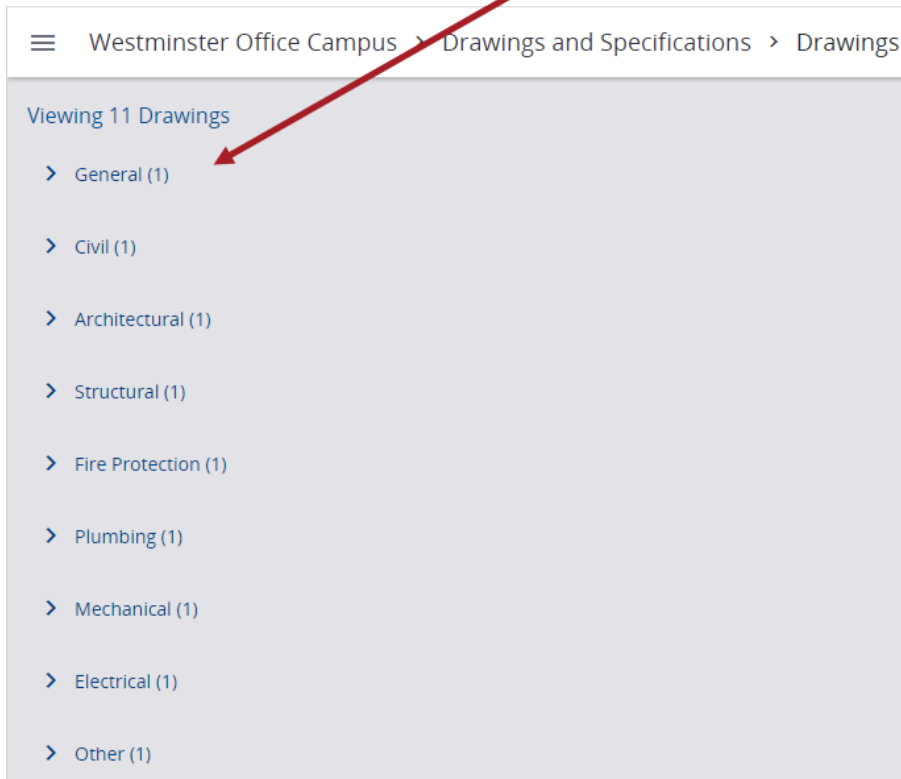 Westminster Office Campus > Drawings and Specifications > Drawings
Viewing 11 Drawings
General (1)
Civil (1)
Architectural (1)
Structural (1)
Fire Protection (1)
Plumbing (1)
Mechanical (1)
Electrical (1)
Other (1)